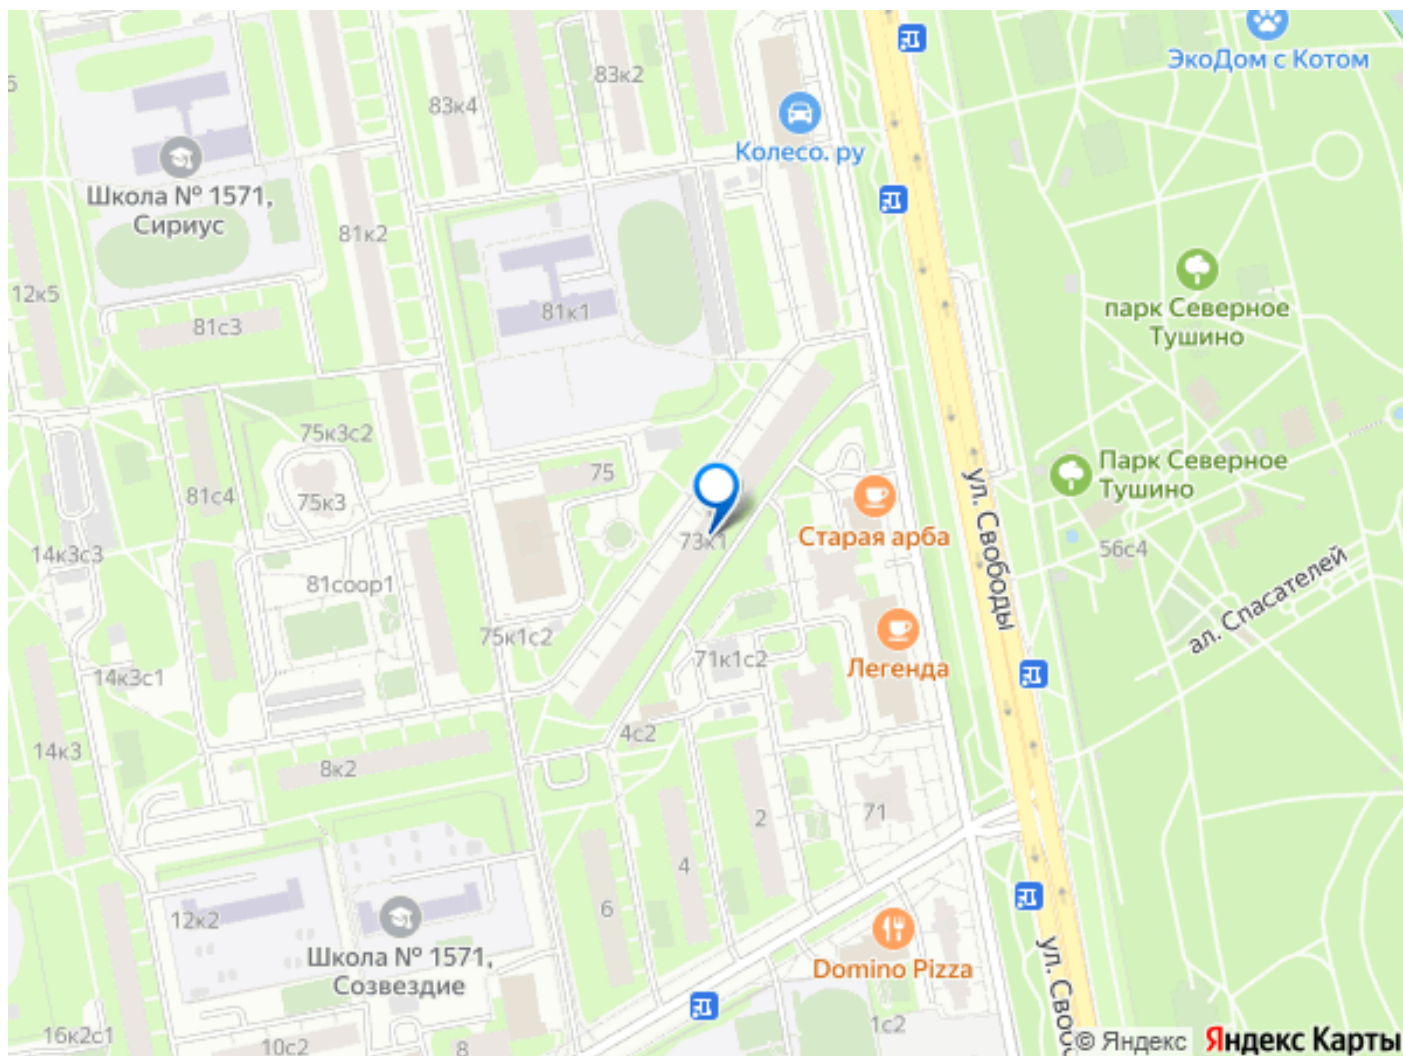 ЭкоДом с Котом
83к2
83к4
Колесо. ру
Школа № 1571,
Сириус
81к2
12к5
81к1
81с3
парк Северное
Тушино
75к3с2
75
75к3
81с4
Парк Северное
Тушино
ул. Свободы
Старая арба
73к1
14к3с3
56с4
81соор1
ал. Спасателей
75к1с2
71к1с2
Легенда
14к3с1
4с2
14к3
8к2
2
71
4
6
12к2
Школа № 1571,
Созвездие
Domino Pizza
1с2
16к2с1
10с2
8
© Яндекс Яндекс Карты